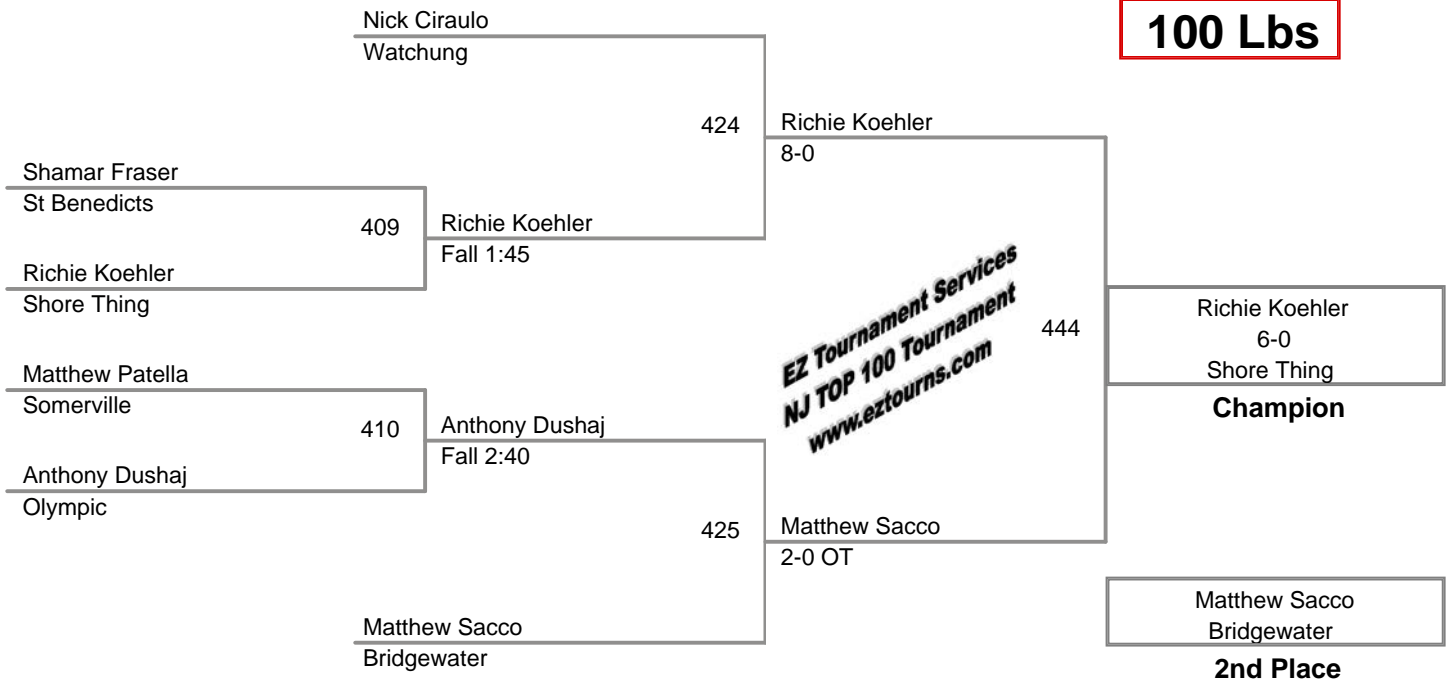 100 Lbs
Nick Ciraulo
Watchung
424
Richie Koehler
8-0
Shamar Fraser
St Benedicts
409
Richie Koehler
Fall 1:45
Richie Koehler
Shore Thing
EZ Tournament Services
NJ TOP 100 Tournament
www.eztourns.com
444
Richie Koehler
6-0
Shore Thing
Champion
Matthew Patella
Somerville
410
Anthony Dushaj
Fall 2:40
Anthony Dushaj
Olympic
425
Matthew Sacco
2-0 OT
Matthew Sacco
Bridgewater
Matthew Sacco
Bridgewater
2nd Place